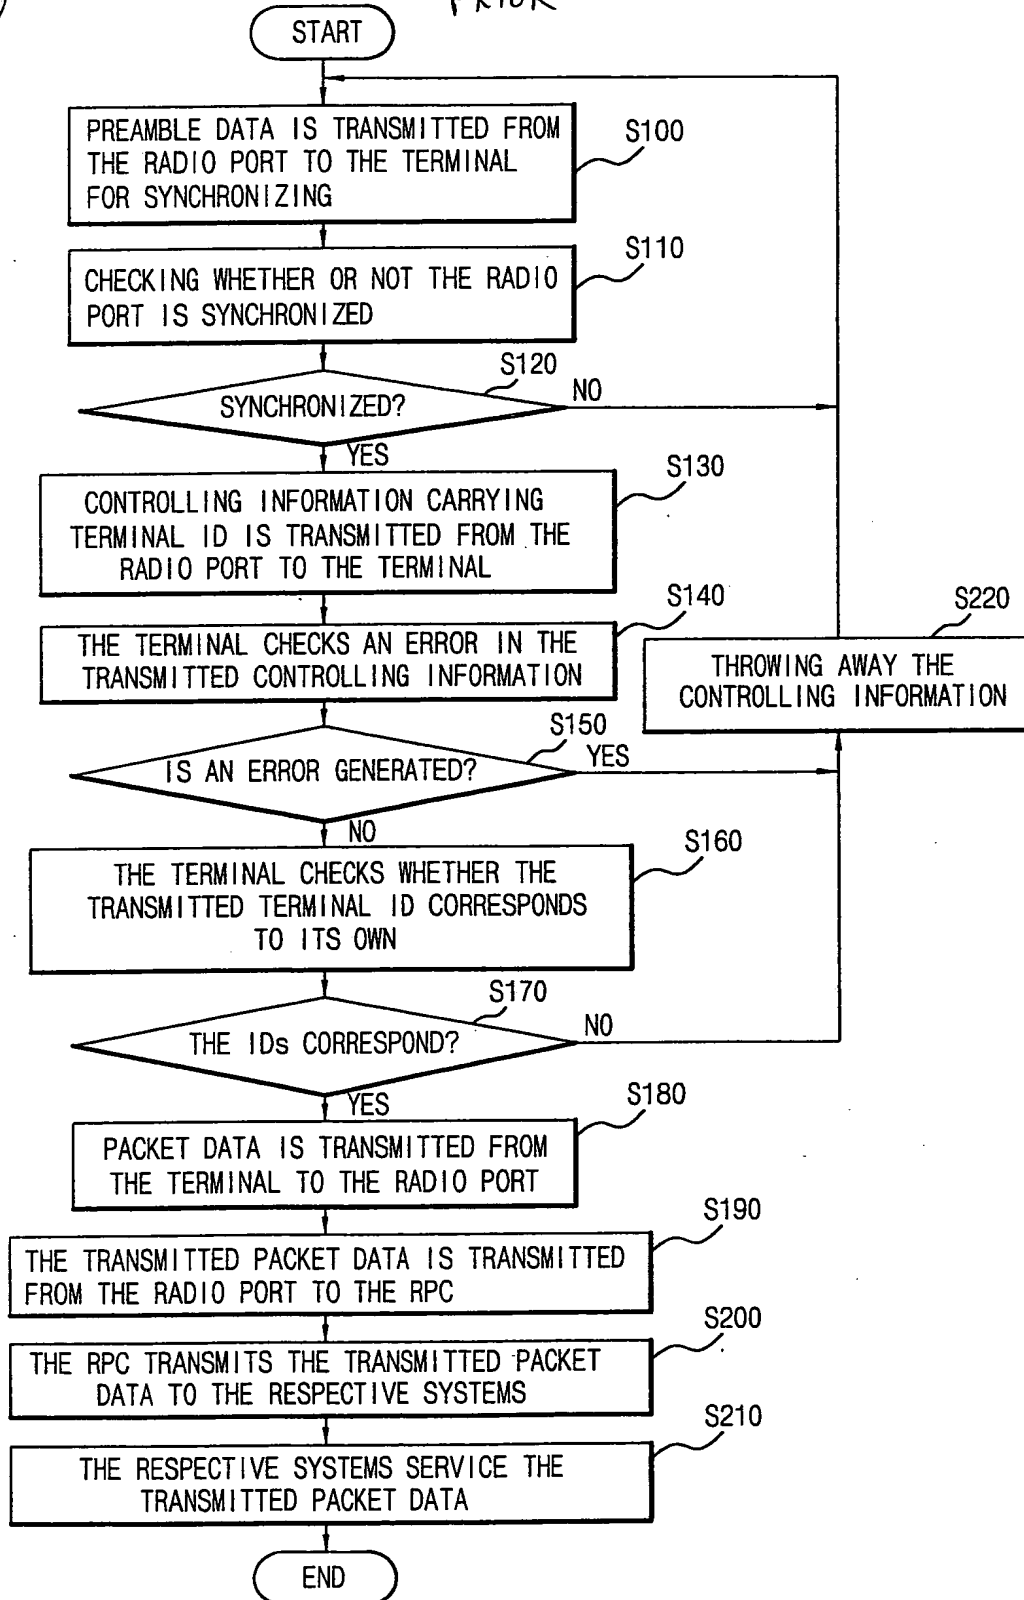 PRIOR
START
PREAMBLE DATA IS TRANSMITTED FROM
THE RADIO PORT TO THE TERMINAL
FOR SYNCHRONIZING
S100
CHECKING WHETHER OR NOT THE RADIO
PORT IS SYNCHRONIZED
S110
SYNCHRONIZED?
S120
NO
YES
CONTROLLING INFORMATION CARRYING
TERMINAL ID IS TRANSMITTED FROM THE
RADIO PORT TO THE TERMINAL
S130
THE TERMINAL CHECKS AN ERROR IN THE
TRANSMITTED CONTROLLING INFORMATION
S140
S220
THROWING AWAY THE
CONTROLLING INFORMATION
IS AN ERROR GENERATED?
S150
YES
NO
THE TERMINAL CHECKS WHETHER THE
TRANSMITTED TERMINAL ID CORRESPONDS
TO ITS OWN
S160
THE IDs CORRESPOND?
S170
NO
YES
PACKET DATA IS TRANSMITTED FROM
THE TERMINAL TO THE RADIO PORT
S180
THE TRANSMITTED PACKET DATA IS TRANSMITTED
FROM THE RADIO PORT TO THE RPC
S190
THE RPC TRANSMITS THE TRANSMITTED PACKET
DATA TO THE RESPECTIVE SYSTEMS
S200
THE RESPECTIVE SYSTEMS SERVICE THE
TRANSMITTED PACKET DATA
S210
END